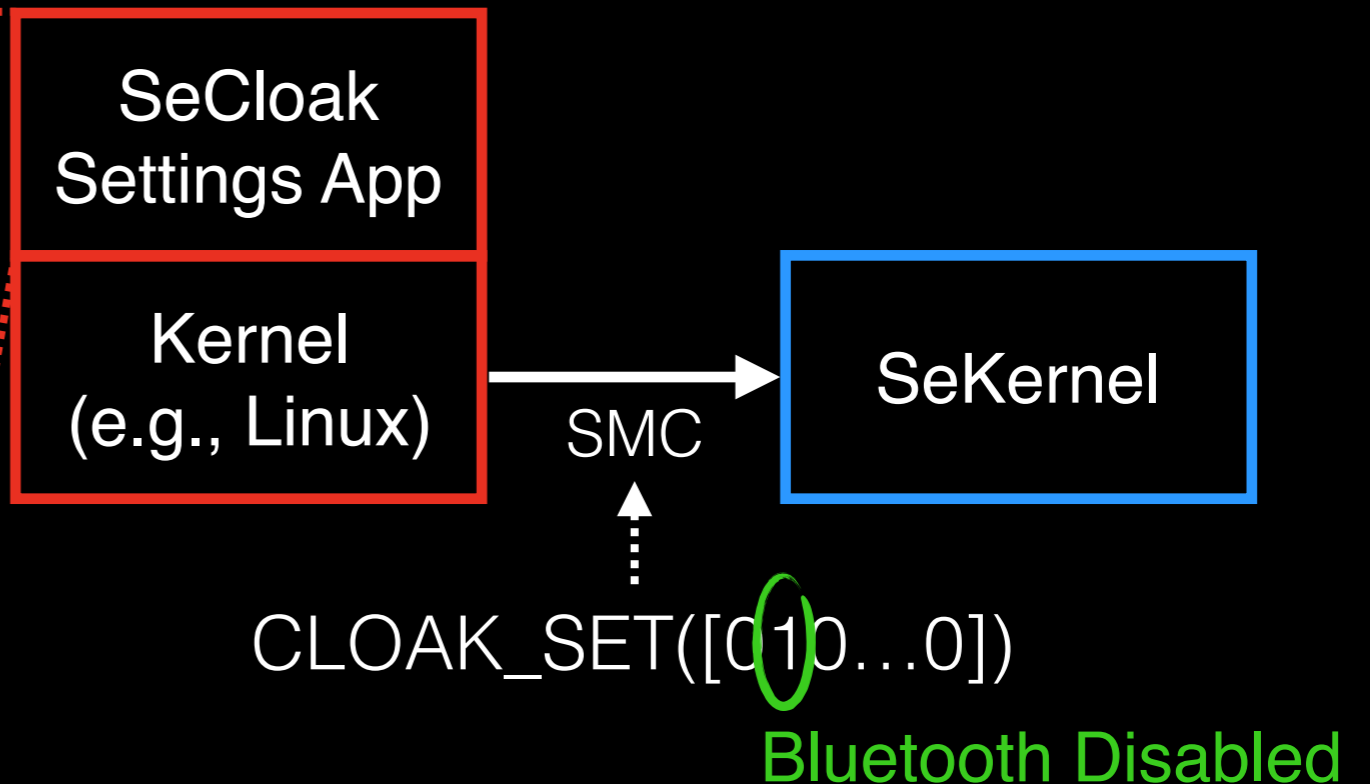 SeCloak
Settings App
Kernel
(e.g., Linux)
SMC
SeKernel
CLOAK_SET([010…0])
Bluetooth Disabled